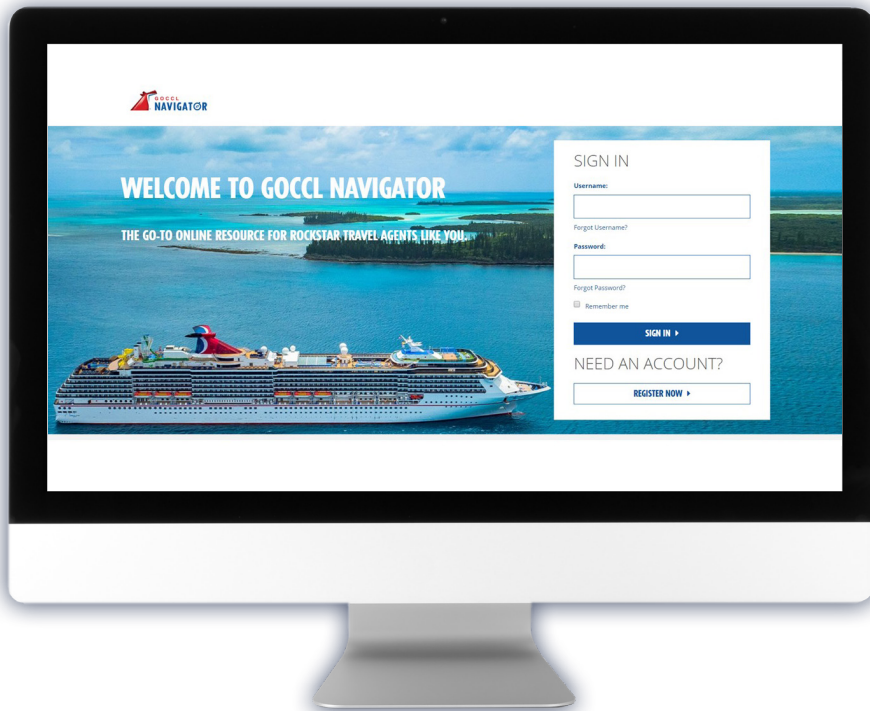 GOCCL
NAVIGATOR
WELCOME TO GOCCL NAVIGATOR
THE GO-TO ONLINE RESOURCE FOR ROCKSTAR TRAVEL AGENTS LIKE YOU.
SIGN IN
Username:
Forgot Username?
Password:
Forgot Password?
Remember me
SIGN IN
NEED AN ACCOUNT?
REGISTER NOW